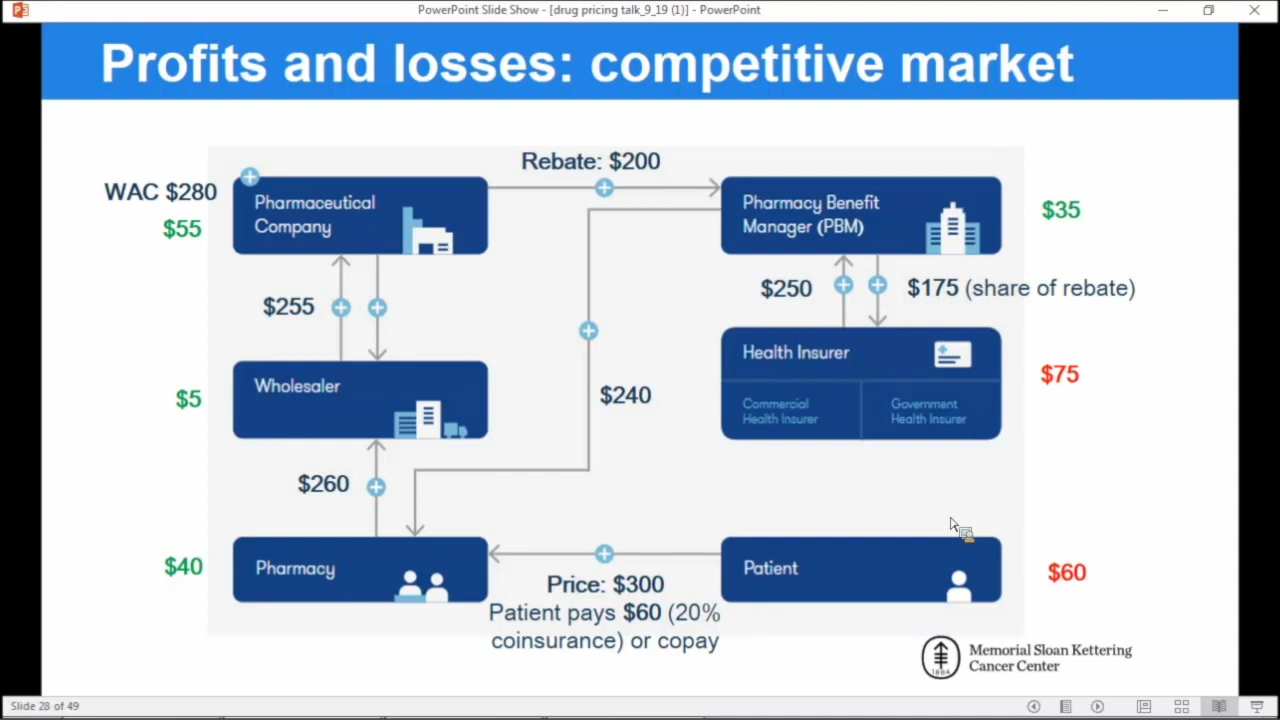 PowerPoint Slide Show - [drug pricing talk_9_19 (1)] - PowerPoint
Profits and losses: competitive market
Rebate: $200
WAC $280
$55
Pharmaceutical
Company
Pharmacy Benefit
Manager (PBM)
$35
$255
$250
$175 (share of rebate)
Health Insurer
Commercial
Health Insurer
Government
Health Insurer
$75
Wholesaler
$5
$240
$260
Pharmacy
$40
Price: $300
Patient pays $60 (20%
coinsurance) or copay
Patient
$60
1884
Memorial Sloan Kettering
Cancer Center
Slide 28 of 49